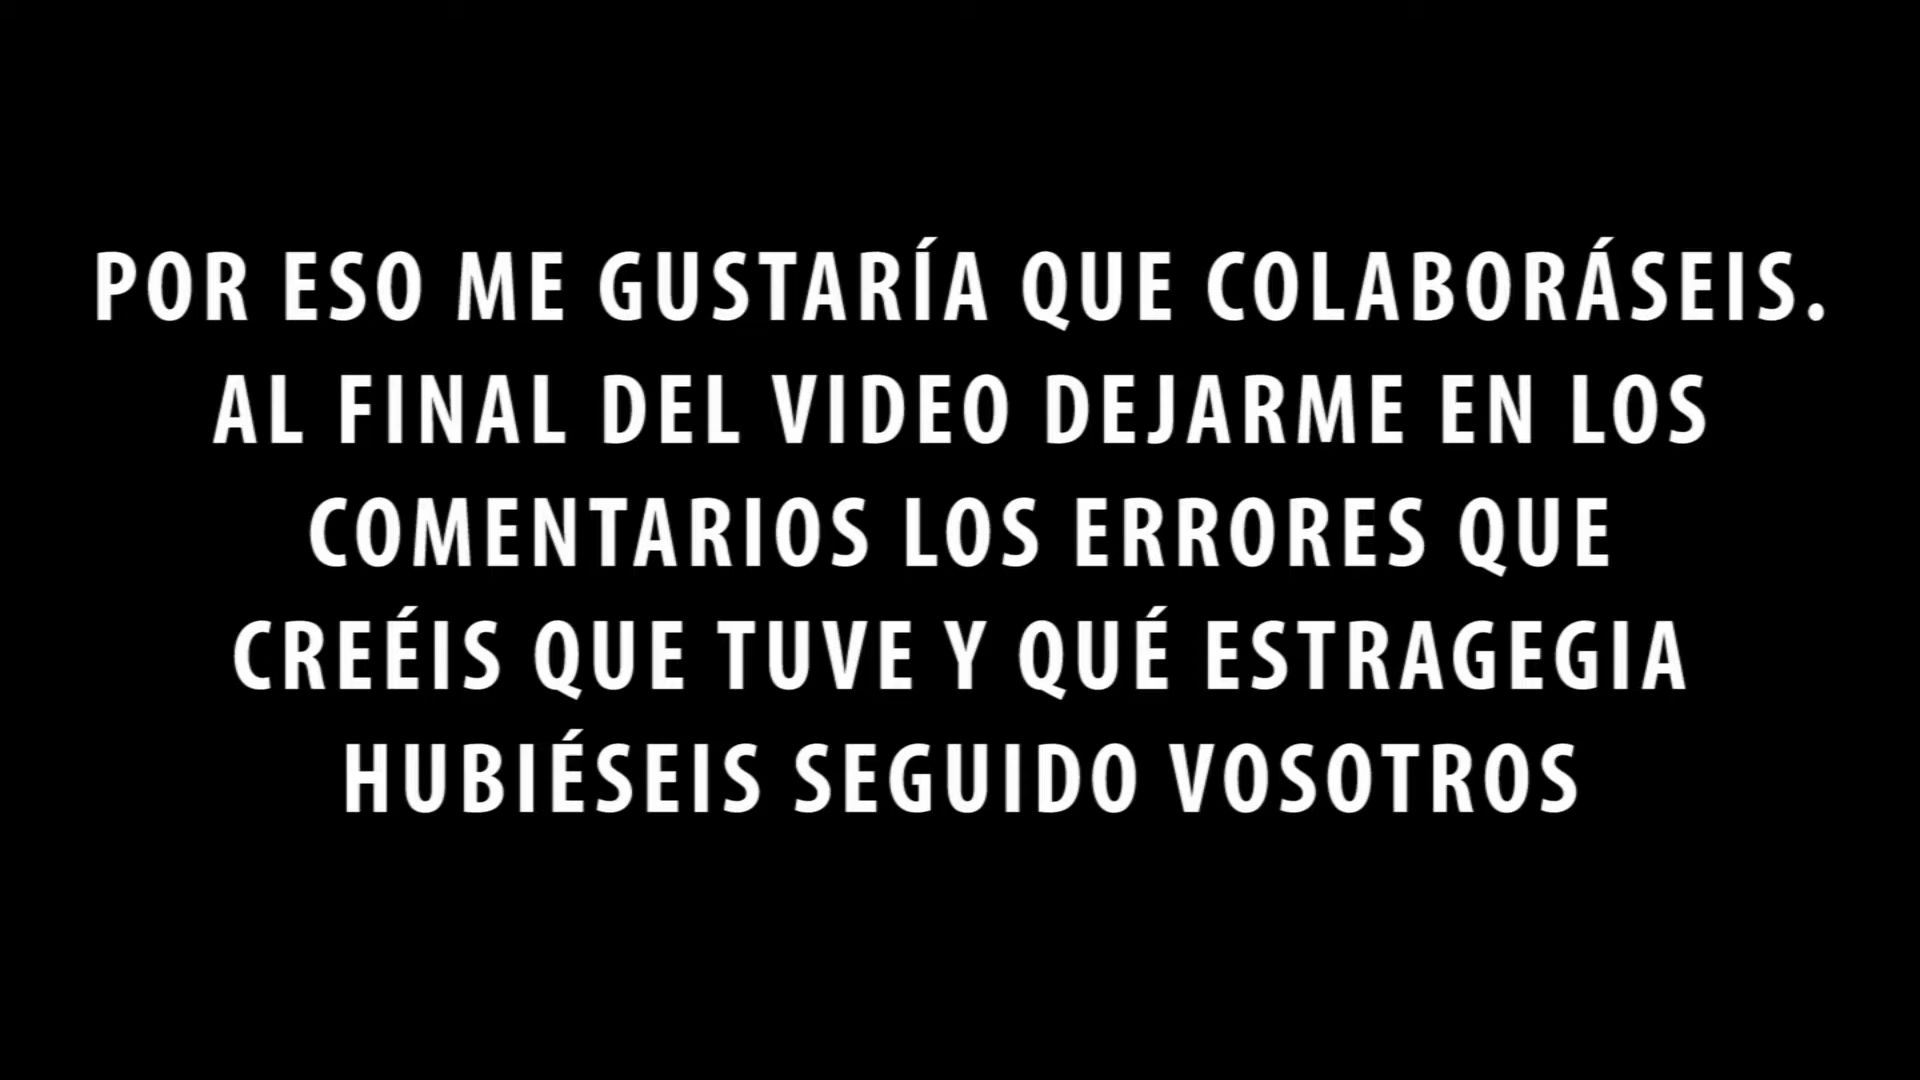 POR ESO ME GUSTARÍA QUE COLABORÁSEIS.
AL FINAL DEL VIDEO DEJARME EN LOS
COMENTARIOS LOS ERRORES QUE
CREÉIS QUE TUVE Y QUÉ ESTRAGEGIA
HUBIÉSEIS SEGUIDO VOSOTROS